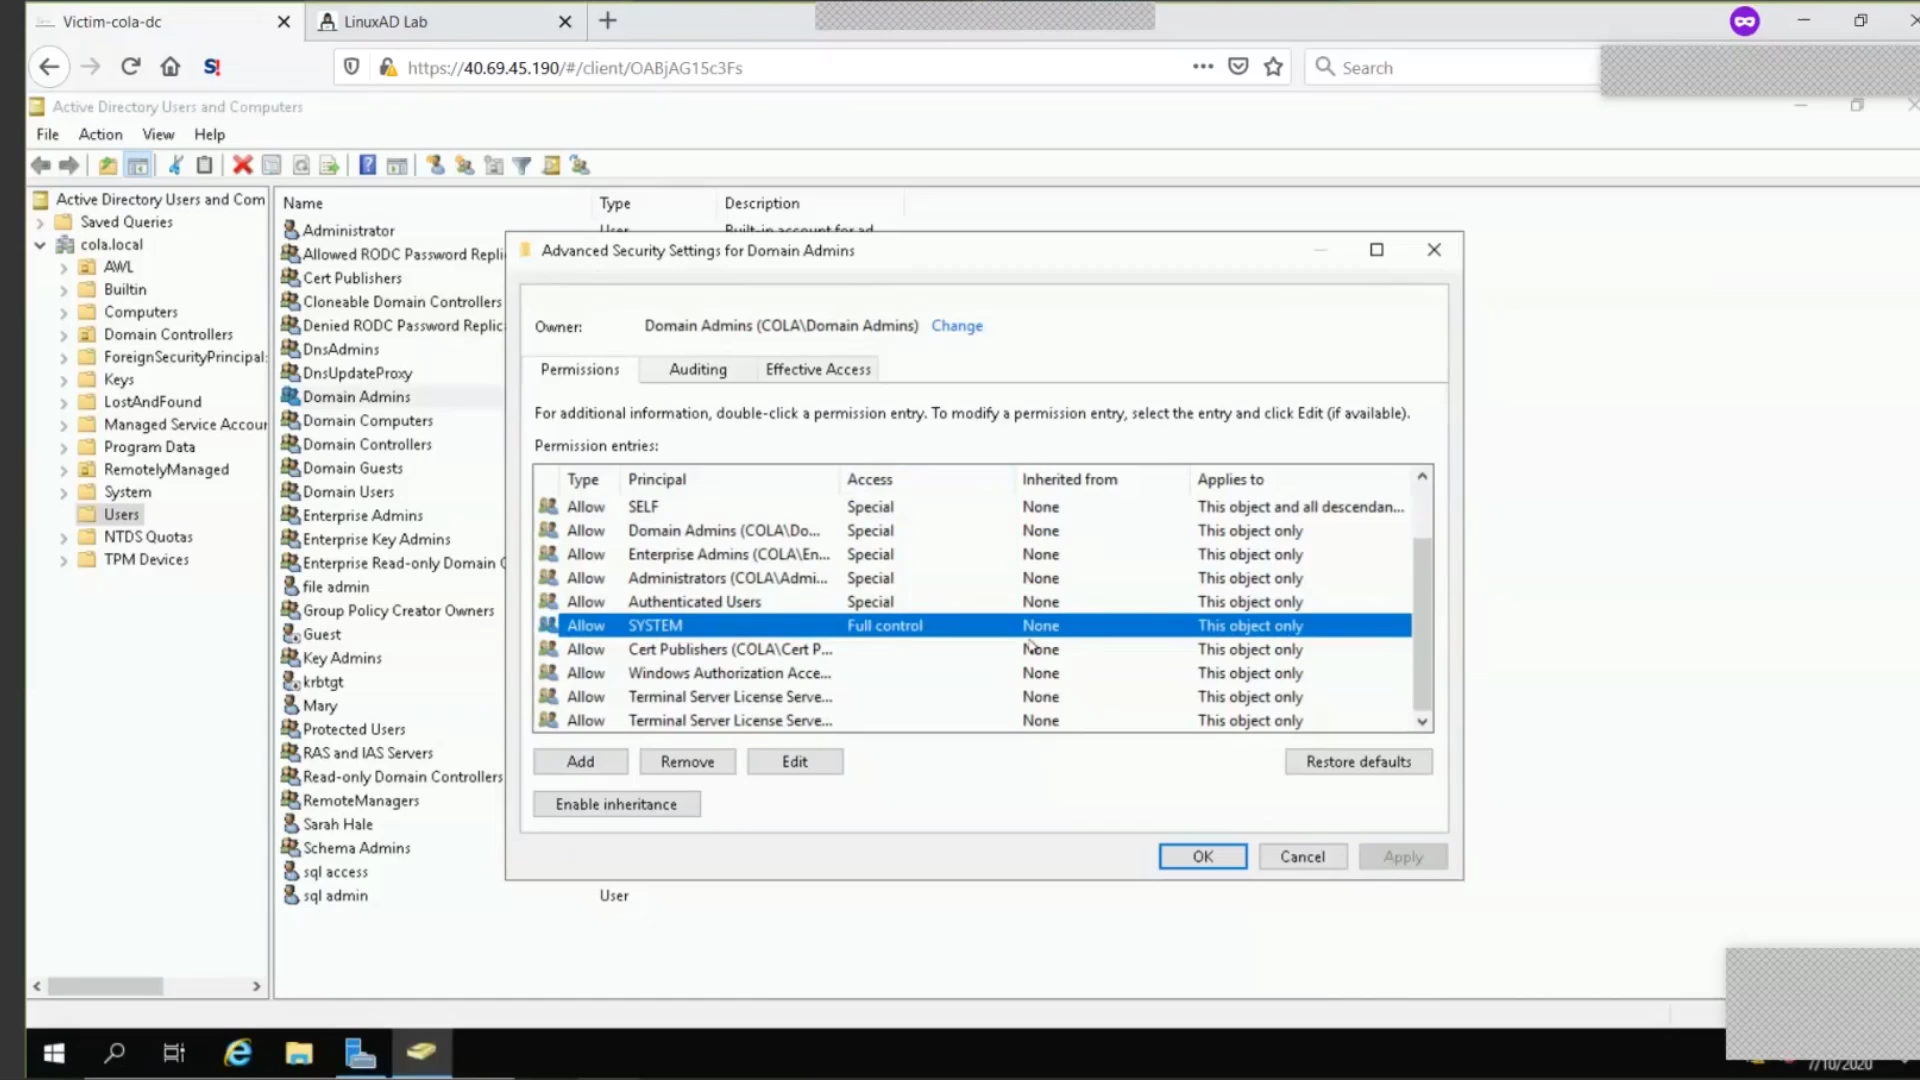 Victim-cola-dc
LinuxAD Lab
S!
https://40.69.45.190/#/client/OABjAG15c3Fs
Search
Active Directory Users and Computers
File Action View Help
Active Directory Users and Com
Saved Queries
cola.local
AWL
Builtin
Computers
Domain Controllers
ForeignSecurityPrincipal:
Keys
LostAndFound
Managed Service Accour
Program Data
RemotelyManaged
System
Users
NTDS Quotas
TPM Devices
Name Type Description
Administrator
Allowed RODC Password Repli
Cert Publishers
Cloneable Domain Controllers
Denied RODC Password Replic
DnsAdmins
DnsUpdateProxy
Domain Admins
Domain Computers
Domain Controllers
Domain Guests
Domain Users
Enterprise Admins
Enterprise Key Admins
Enterprise Read-only Domain C
file admin
Group Policy Creator Owners
Guest
Key Admins
krbtgt
Mary
Protected Users
RAS and IAS Servers
Read-only Domain Controllers
RemoteManagers
Sarah Hale
Schema Admins
sql access
sql admin User
Advanced Security Settings for Domain Admins
Owner: Domain Admins (COLA\Domain Admins) Change
Permissions Auditing Effective Access
For additional information, double-click a permission entry. To modify a permission entry, select the entry and click Edit (if available).
Permission entries:
Type Principal Access Inherited from Applies to
Allow SELF Special None This object and all descendan...
Allow Domain Admins (COLA\Do... Special None This object only
Allow Enterprise Admins (COLA\En... Special None This object only
Allow Administrators (COLA\Admi... Special None This object only
Allow Authenticated Users Special None This object only
Allow SYSTEM Full control None This object only
Allow Cert Publishers (COLA\Cert P... None This object only
Allow Windows Authorization Acce... None This object only
Allow Terminal Server License Serve... None This object only
Allow Terminal Server License Serve... None This object only
Add Remove Edit Restore defaults
Enable inheritance
OK Cancel Apply
7/10/2020